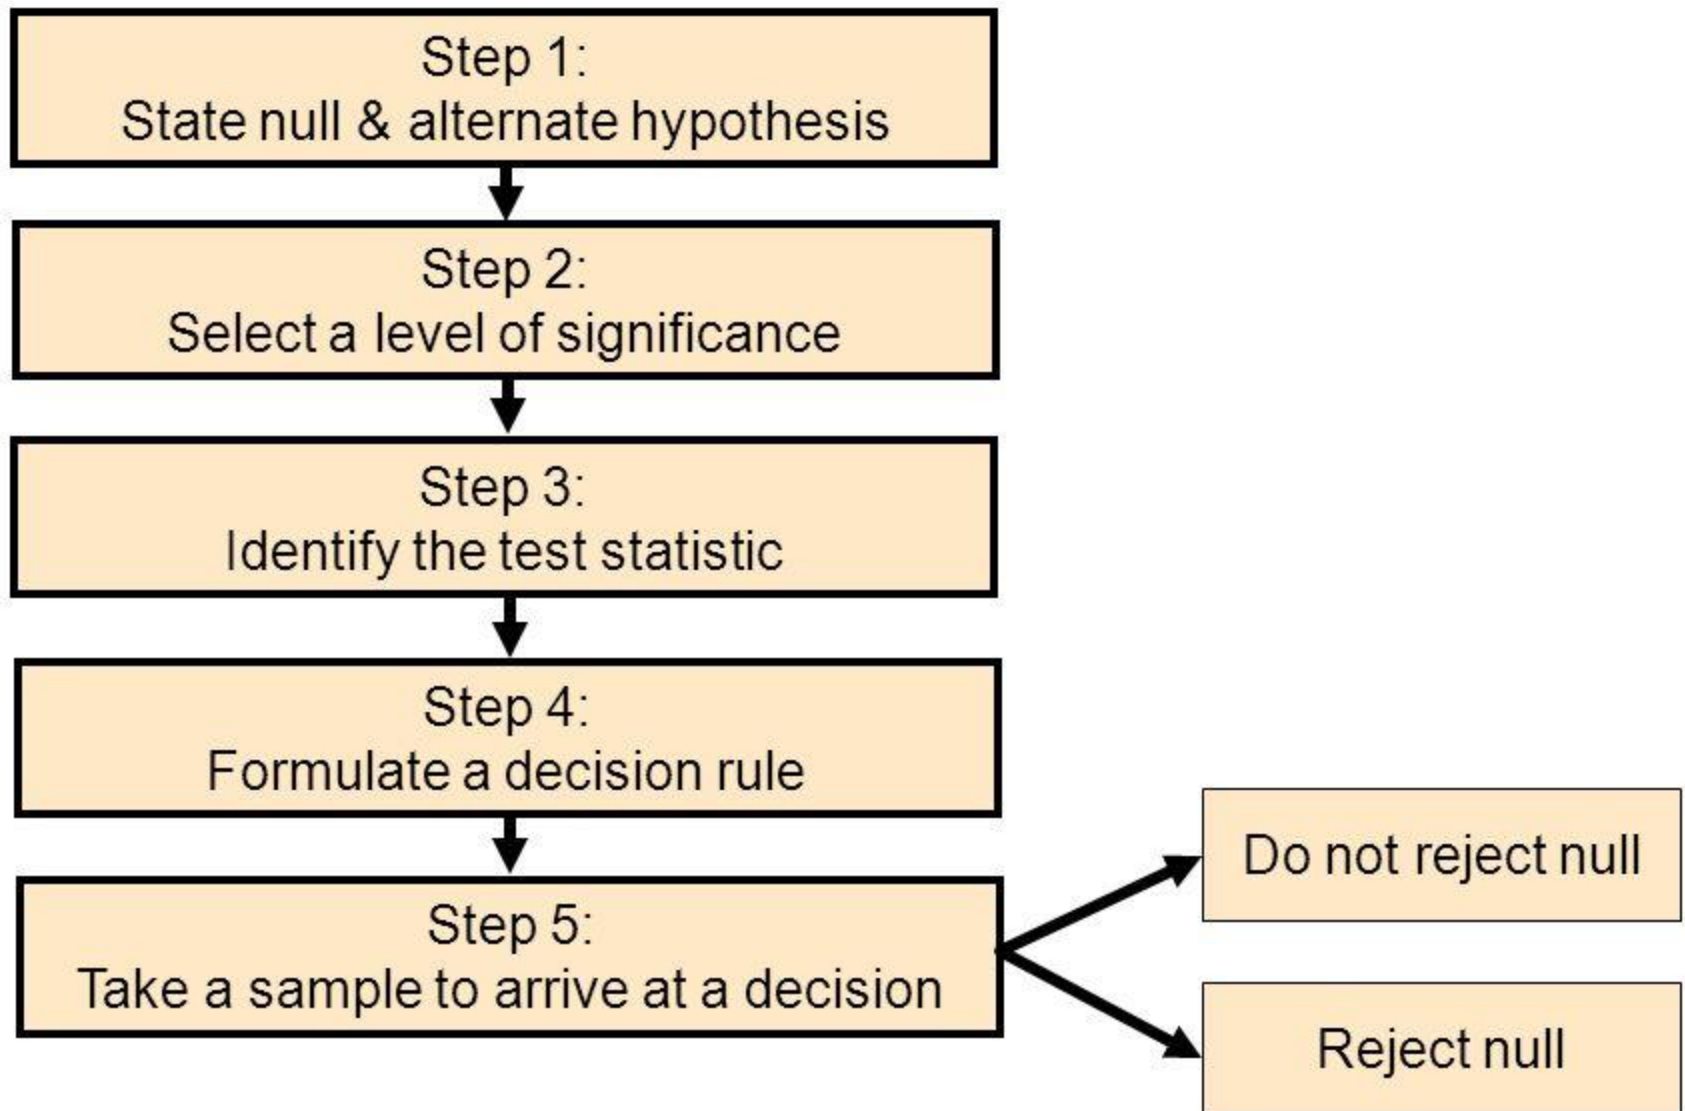 Step 1:
State null & alternate hypothesis
Step 2:
Select a level of significance
Step 3:
Identify the test statistic
Step 4:
Formulate a decision rule
Step 5:
Take a sample to arrive at a decision
Do not reject null
Reject null